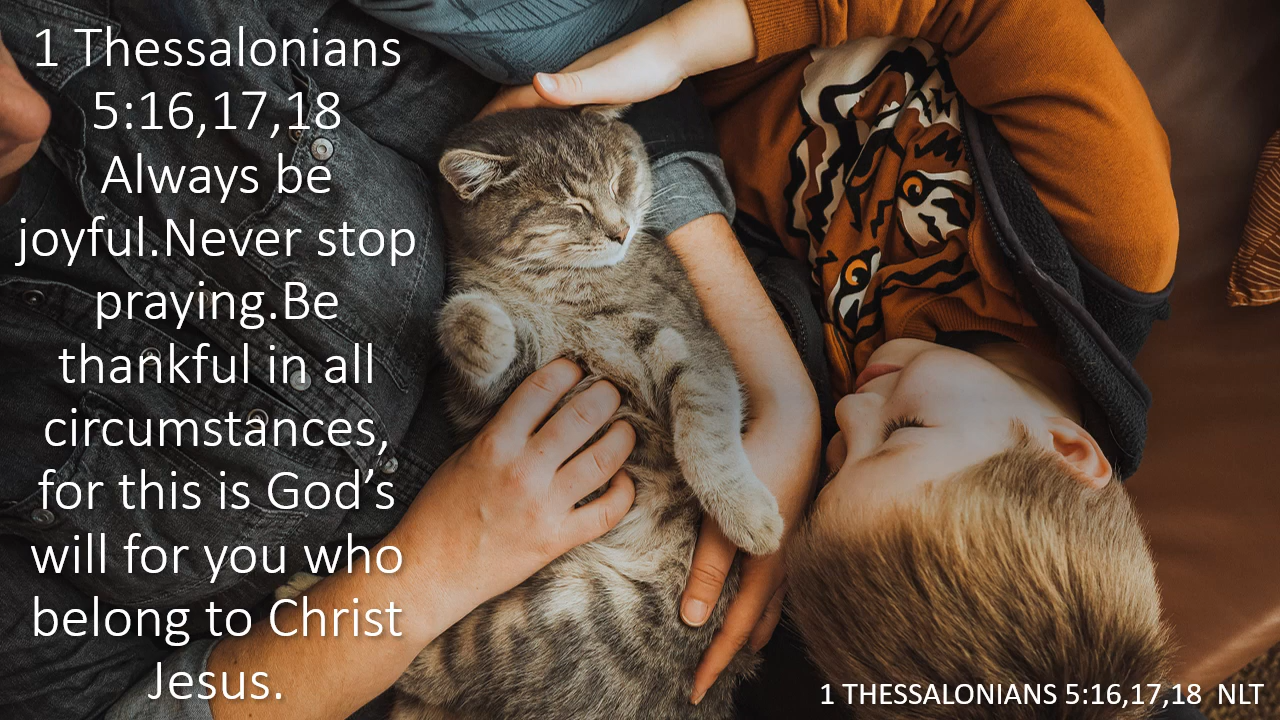 1 Thessalonians
5:16,17,18
Always be
joyful.Never stop
praying.Be
thankful in all
circumstances,
for this is God’s
will for you who
belong to Christ
Jesus.
1 THESSALONIANS 5:16,17,18  NLT